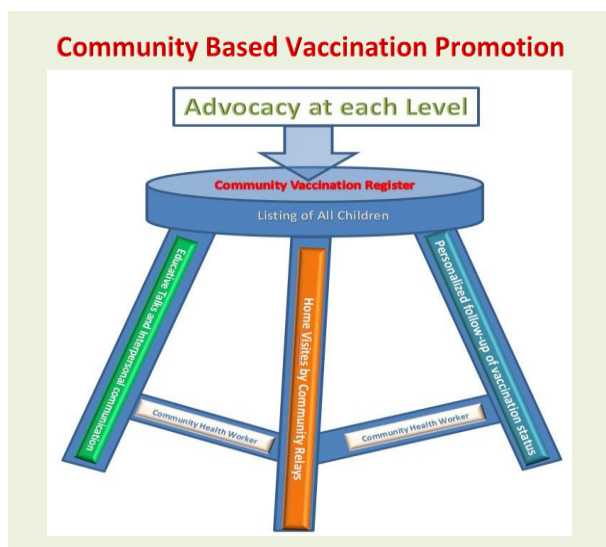 Community Based Vaccination Promotion
Advocacy at each Level
Community Vaccination Register
Listing of All Children
Educative Talks and Interpersonal communication
Home Visites by Community Relays
Personalized follow-up of vaccination status
Community Health Worker
Community Health Worker